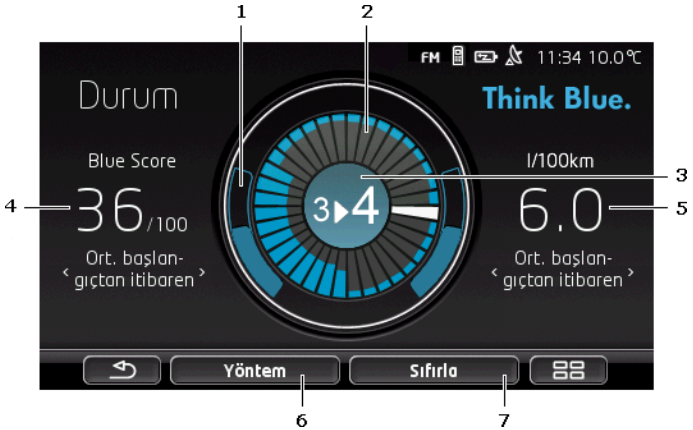 1
2
FM 11:34 10.0°C
Durum
Think Blue.
Blue Score
l/100km
3
3▶4
4
36/100
6.0
5
Ort. başlan-
‹ gıçtan itibaren ›
Ort. başlan-
‹ gıçtan itibaren ›
Yöntem
Sıfırla
6
7